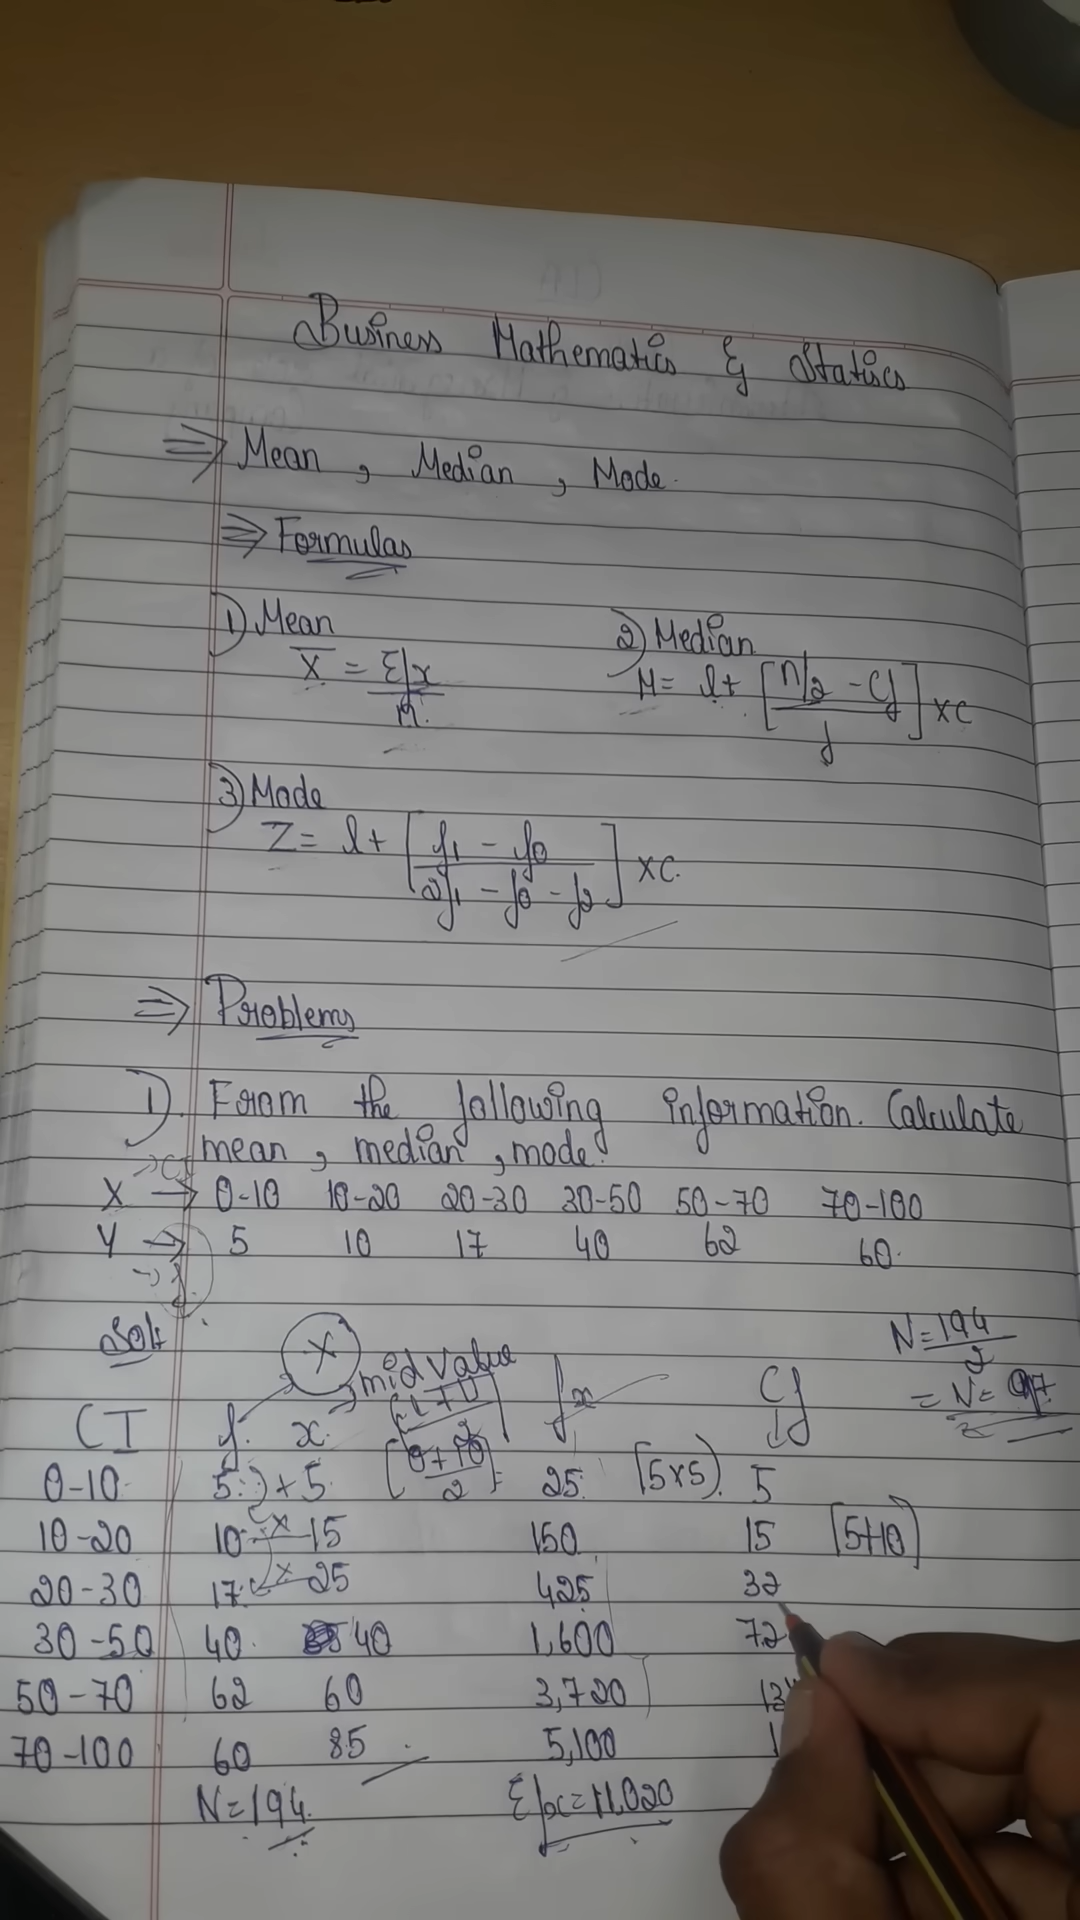 Business Mathematics & Statiscs
⇒ Mean, Median, Mode.
⇒ Formulas
1) Mean
X̄ = Σfx / n
2) Median
M = l + [n/2 - Cf / f] × C
3) Mode
Z = l + [f1 - f0 / 2f1 - f0 - f2] × C.
⇒ Problems
1). From the following information. Calculate
mean, median, mode.
X → 0-10 10-20 20-30 30-50 50-70 70-100
Y → 5 10 17 40 62 60.
→ f
Sol:
X
mid value
N = 194 / 2
= N = 97
CI f. x. fx Cf
0-10 5 × 5 [0+10 / 2] 25 [5×5] 5
10-20 10 × 15 150 15 [5+10]
20-30 17 × 25 425 32
30-50 40 40 1,600 72
50-70 62 60 3,720
70-100 60 85 5,100
N = 194. Σfx = 11,020